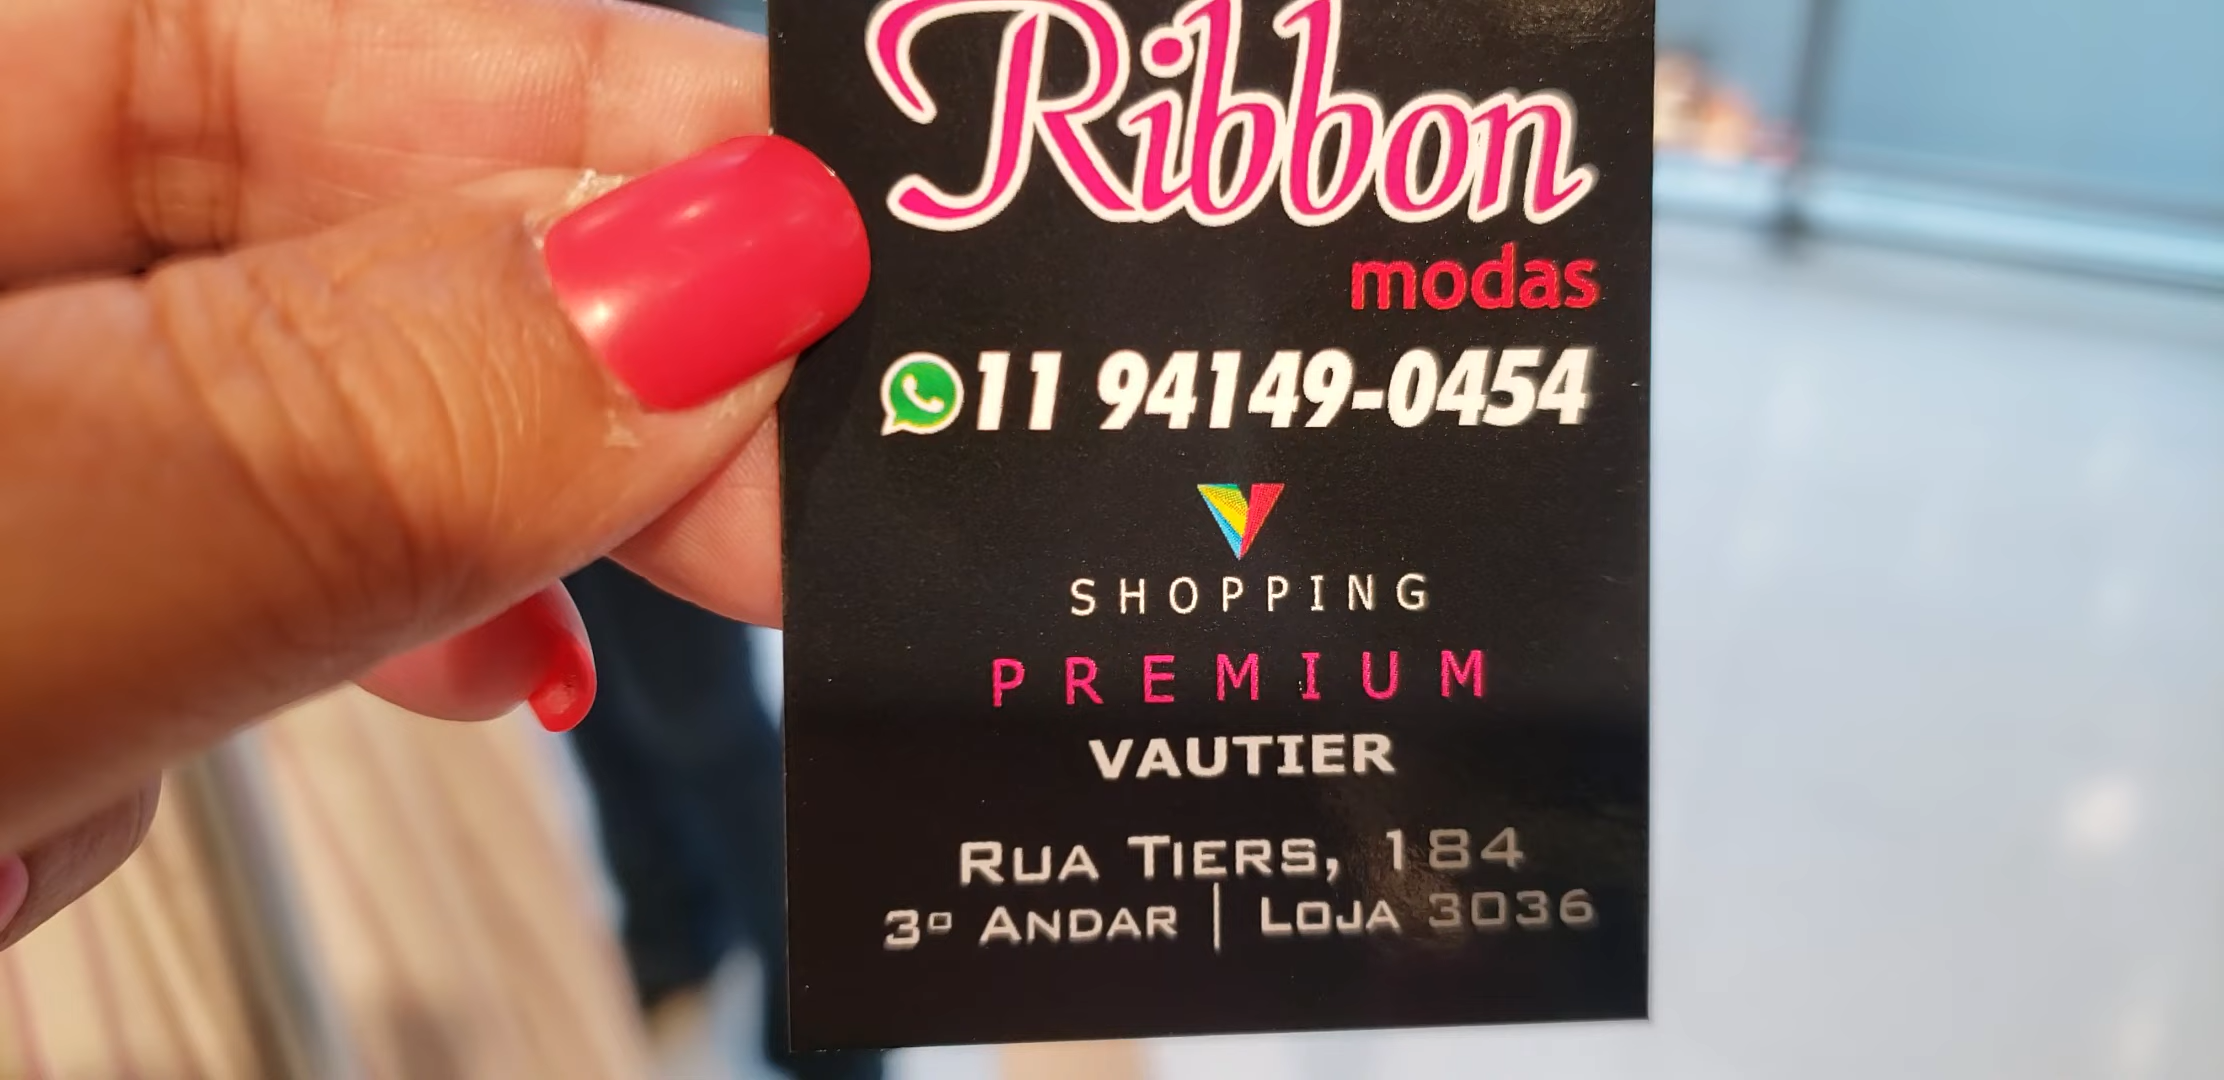 Ribbon
modas
11 94149-0454
SHOPPING
PREMIUM
VAUTIER
RUA TIERS, 184
3º ANDAR | LOJA 3036